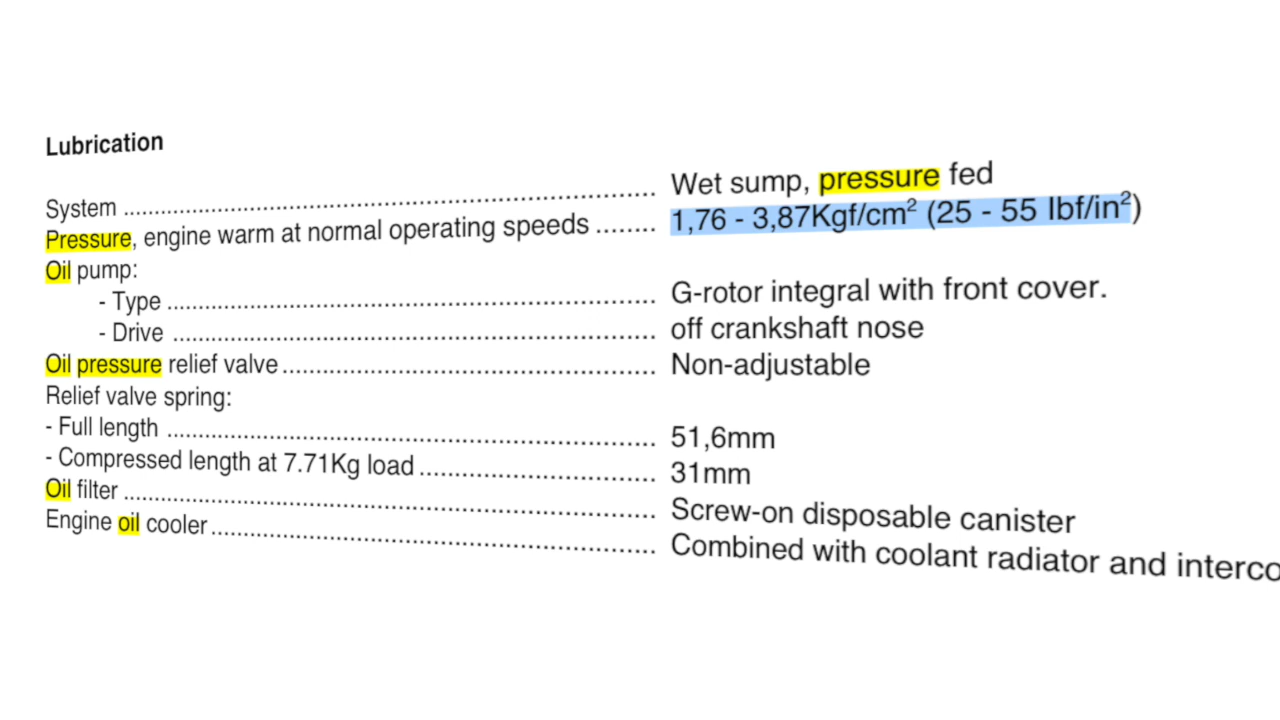 Lubrication
System ........ Wet sump, pressure fed
Pressure, engine warm at normal operating speeds ........ 1,76 - 3,87Kgf/cm² (25 - 55 lbf/in²)
Oil pump:
- Type ........ G-rotor integral with front cover.
- Drive ........ off crankshaft nose
Oil pressure relief valve ........ Non-adjustable
Relief valve spring:
- Full length ........ 51,6mm
- Compressed length at 7.71Kg load ........ 31mm
Oil filter ........ Screw-on disposable canister
Engine oil cooler ........ Combined with coolant radiator and